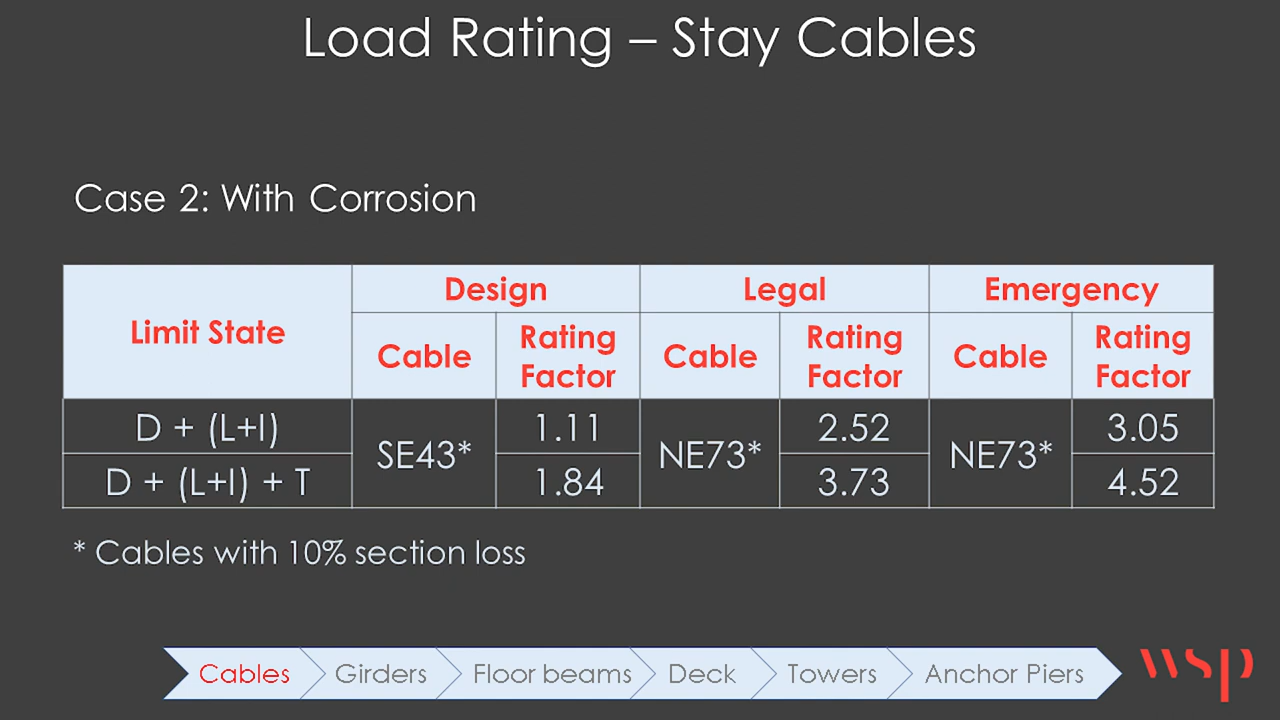 Load Rating – Stay Cables
Case 2: With Corrosion
Limit State
Design
Legal
Emergency
Cable
Rating
Factor
Cable
Rating
Factor
Cable
Rating
Factor
D + (L+I)
SE43*
1.11
NE73*
2.52
NE73*
3.05
D + (L+I) + T
1.84
3.73
4.52
* Cables with 10% section loss
Cables
Girders
Floor beams
Deck
Towers
Anchor Piers
wsp